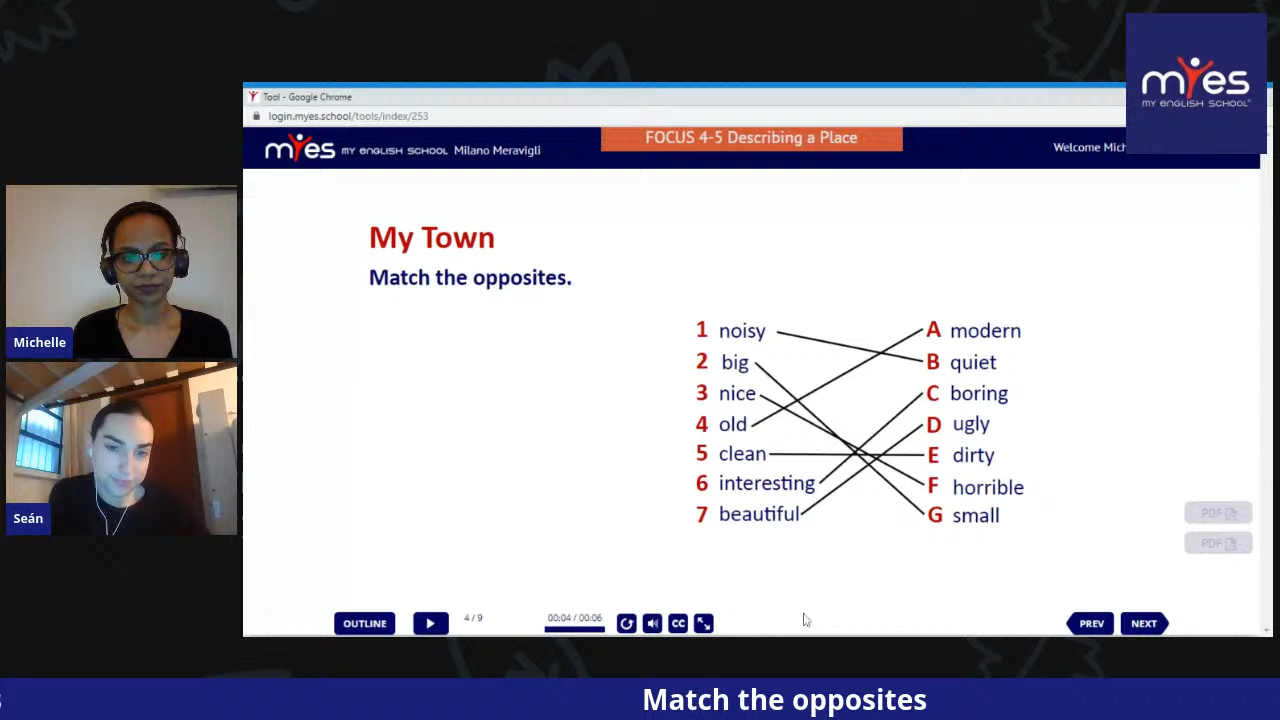 myes
MY ENGLISH SCHOOL
Tool - Google Chrome
login.myes.school/tools/index/253
myes MY ENGLISH SCHOOL Milano Meravigli
FOCUS 4-5 Describing a Place
Welcome Mich
My Town
Match the opposites.
1 noisy A modern
2 big B quiet
3 nice C boring
4 old D ugly
5 clean E dirty
6 interesting F horrible
7 beautiful G small
Michelle
Seán
PDF
PDF
OUTLINE
4 / 9
00:04 / 00:06
CC
PREV
NEXT
Match the opposites